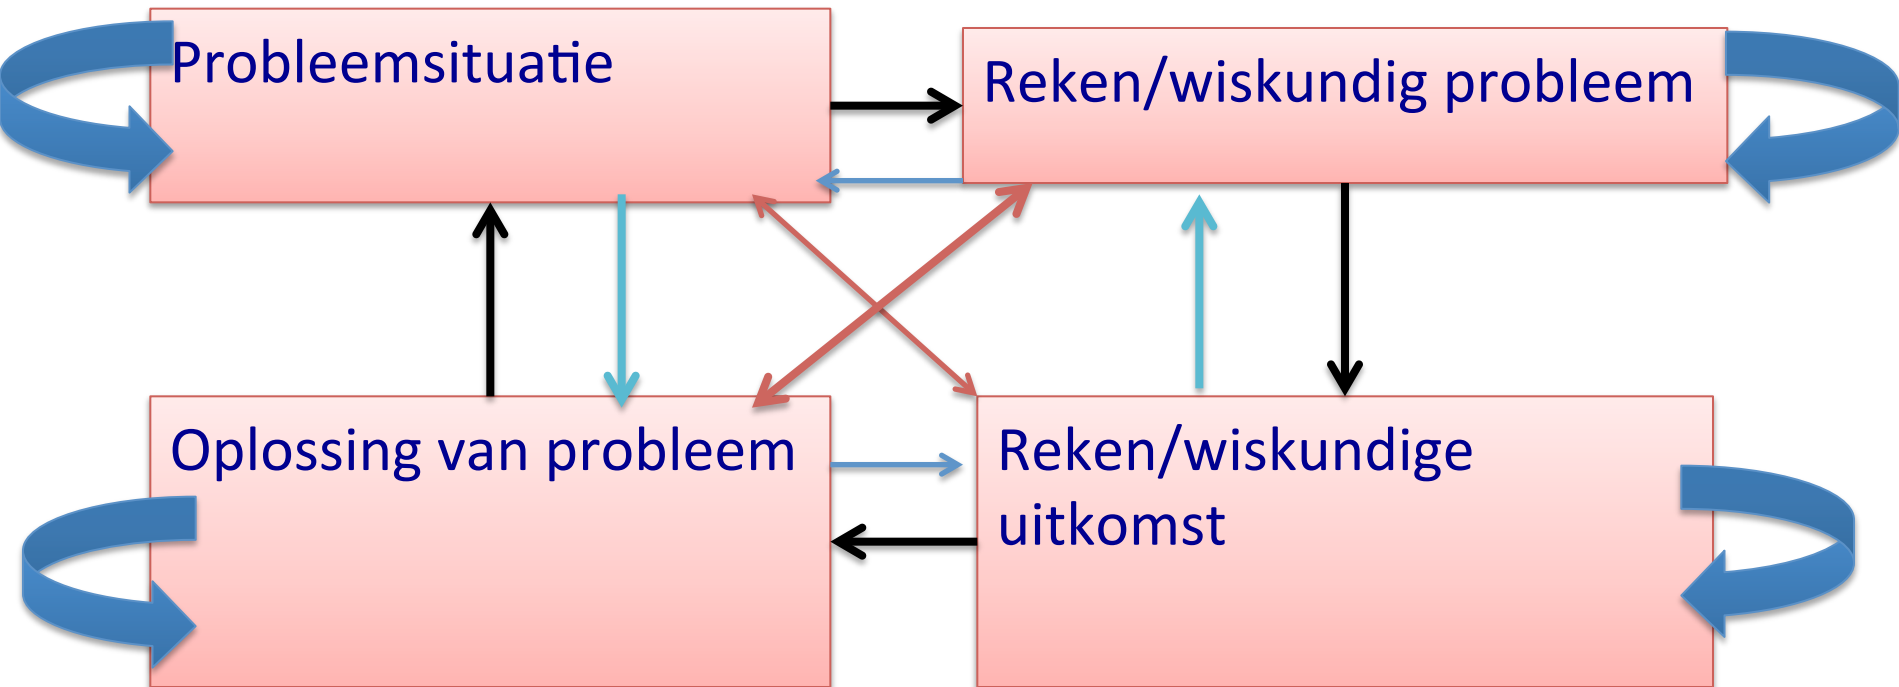 Probleemsituatie
Reken/wiskundig probleem
Oplossing van probleem
Reken/wiskundige
uitkomst